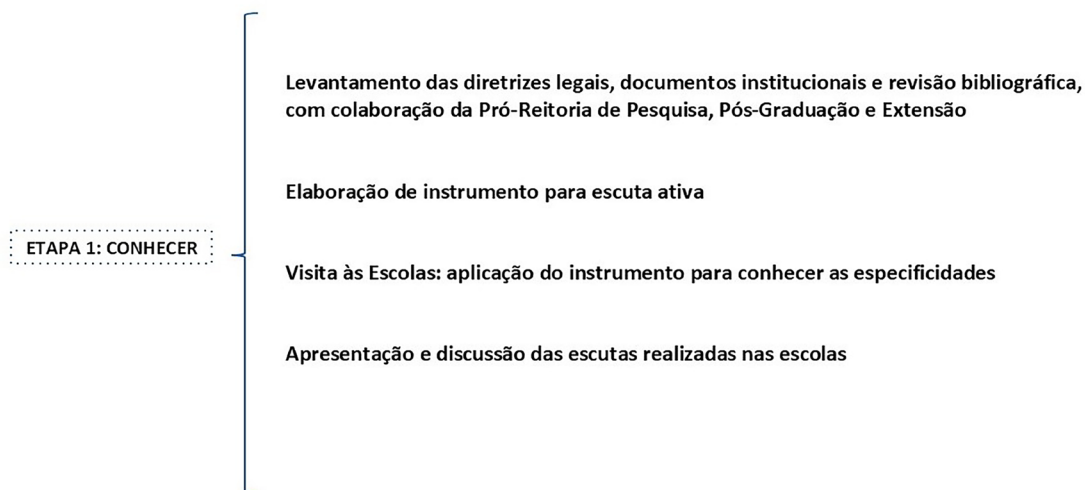 ETAPA 1: CONHECER
Levantamento das diretrizes legais, documentos institucionais e revisão bibliográfica,
com colaboração da Pró-Reitoria de Pesquisa, Pós-Graduação e Extensão
Elaboração de instrumento para escuta ativa
Visita às Escolas: aplicação do instrumento para conhecer as especificidades
Apresentação e discussão das escutas realizadas nas escolas